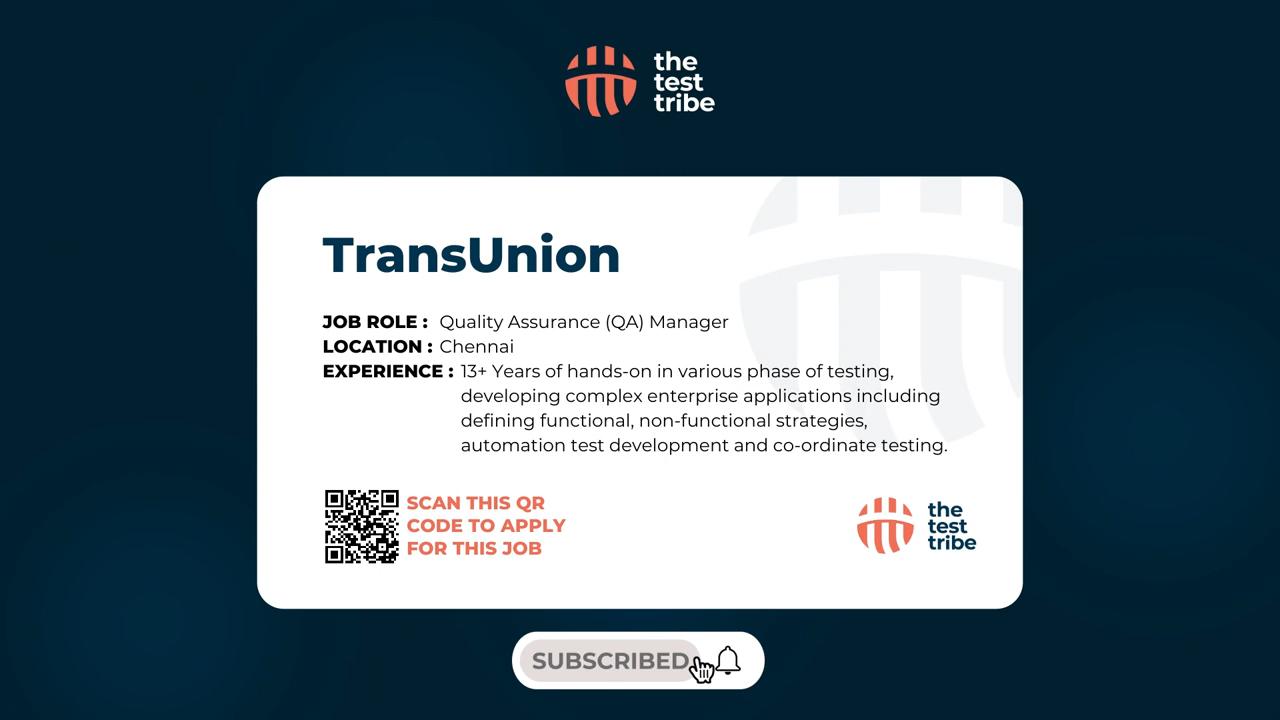 the
test
tribe
TransUnion
JOB ROLE : Quality Assurance (QA) Manager
LOCATION : Chennai
EXPERIENCE : 13+ Years of hands-on in various phase of testing,
developing complex enterprise applications including
defining functional, non-functional strategies,
automation test development and co-ordinate testing.
SCAN THIS QR
CODE TO APPLY
FOR THIS JOB
the
test
tribe
SUBSCRIBED